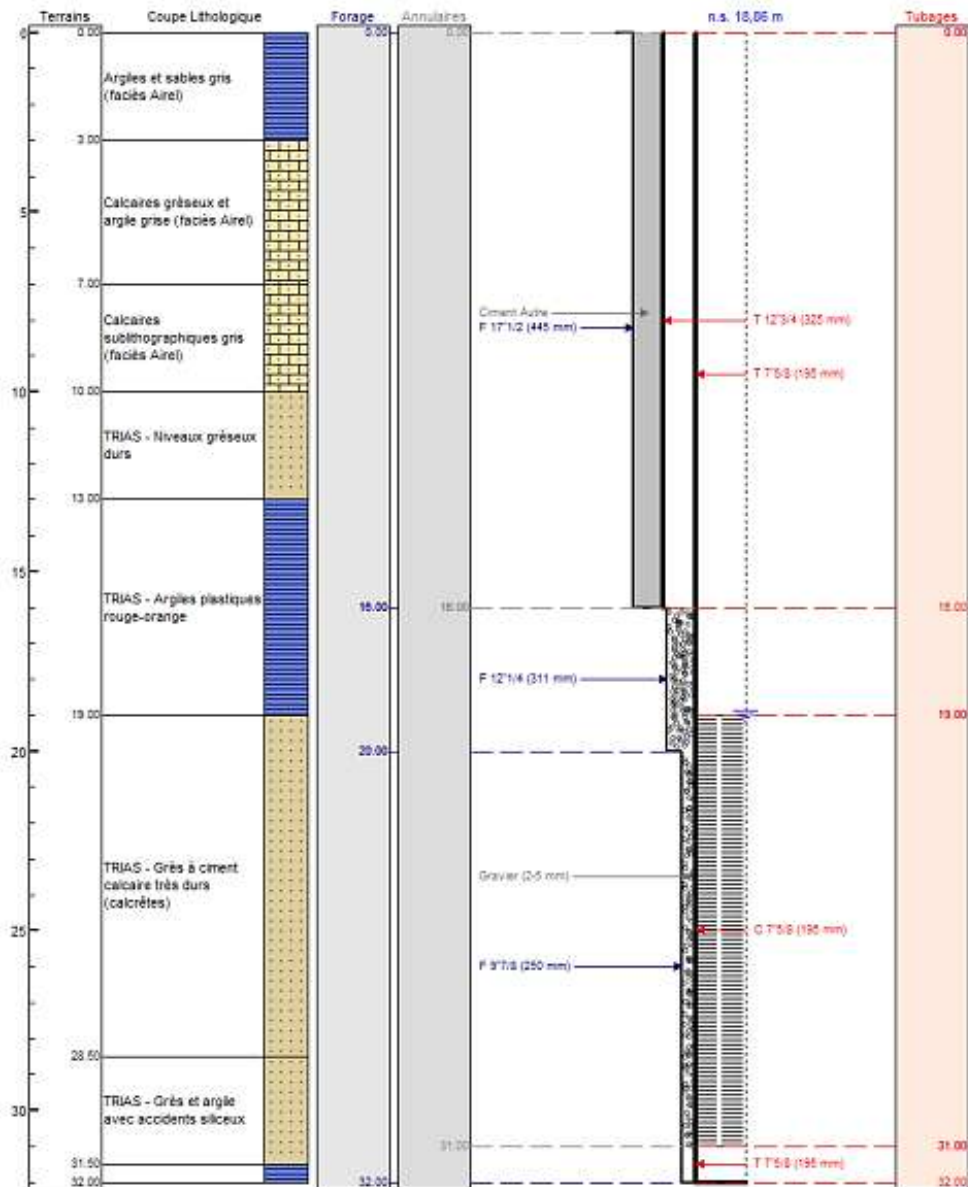 Terrains Coupe Lithologique Forage Annulaires n.s. 18,86 m Tubages
0 0.00 0.00 0.00 0.00
Argiles et sables gris
(faciès Airel)
3.00
Calcaires gréseux et
argile grise (faciès Airel)
5
7.00
Ciment Autre
F 17"1/2 (445 mm)
T 12"3/4 (325 mm)
Calcaires
sublithographiques gris
(faciès Airel)
T 7"5/8 (195 mm)
10 10.00
TRIAS - Niveaux gréseux
durs
13.00
15
TRIAS - Argiles plastiques
rouge-orange
16.00 16.00 16.00
F 12"1/4 (311 mm)
19.00 19.00
20 20.00
TRIAS - Grès à ciment
calcaire très durs
(calcrêtes)
Gravier (2-5 mm)
25
C 7"5/8 (195 mm)
F 9"7/8 (250 mm)
28.50
TRIAS - Grès et argile
avec accidents siliceux
30
31.00 31.00
31.50
T 7"5/8 (195 mm)
32.00 32.00 32.00